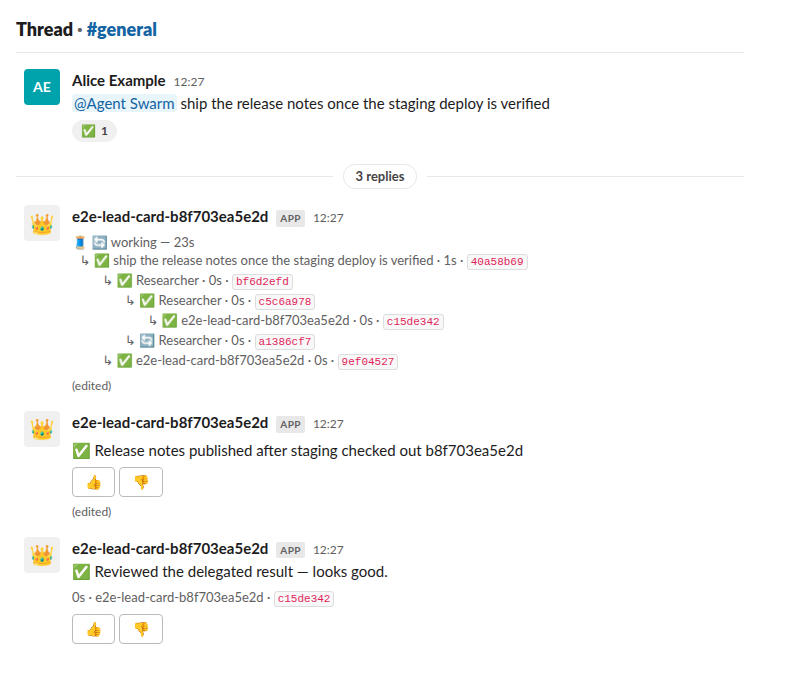 Thread • #general
AE
Alice Example 12:27
@Agent Swarm ship the release notes once the staging deploy is verified
✅ 1
3 replies
e2e-lead-card-b8f703ea5e2d APP 12:27
🧵 🔄 working — 23s
↳ ✅ ship the release notes once the staging deploy is verified · 1s · 40a58b69
↳ ✅ Researcher · 0s · bf6d2efd
↳ ✅ Researcher · 0s · c5c6a978
↳ ✅ e2e-lead-card-b8f703ea5e2d · 0s · c15de342
↳ 🔄 Researcher · 0s · a1386cf7
↳ ✅ e2e-lead-card-b8f703ea5e2d · 0s · 9ef04527
(edited)
e2e-lead-card-b8f703ea5e2d APP 12:27
✅ Release notes published after staging checked out b8f703ea5e2d
👍 👎
(edited)
e2e-lead-card-b8f703ea5e2d APP 12:27
✅ Reviewed the delegated result — looks good.
0s · e2e-lead-card-b8f703ea5e2d · c15de342
👍 👎